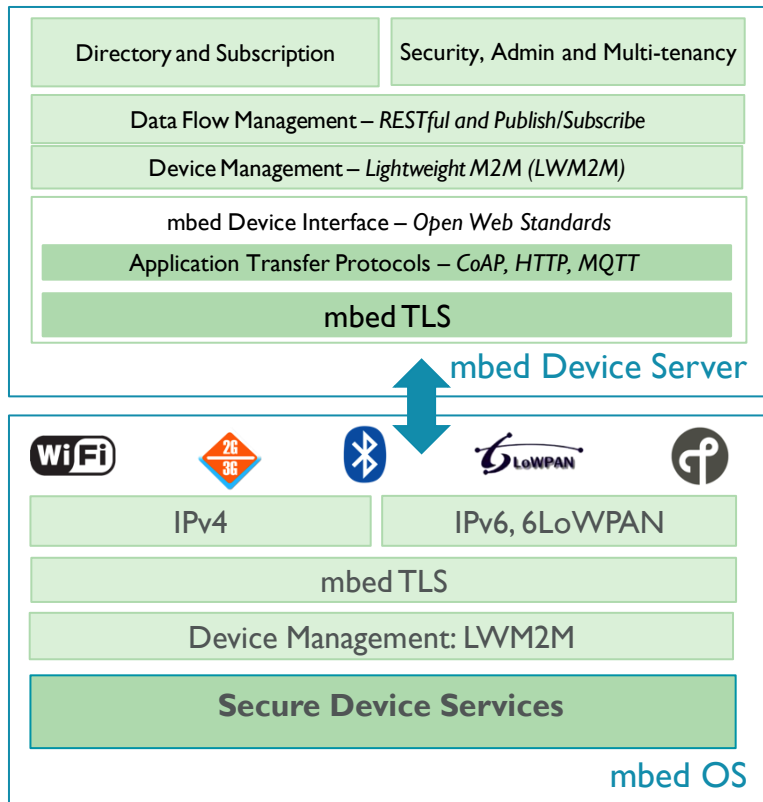 Directory and Subscription
Security, Admin and Multi-tenancy
Data Flow Management – RESTful and Publish/Subscribe
Device Management – Lightweight M2M (LWM2M)
mbed Device Interface – Open Web Standards
Application Transfer Protocols – CoAP, HTTP, MQTT
mbed TLS
mbed Device Server
WiFi
2G
3G
6LoWPAN
IPv4
IPv6, 6LoWPAN
mbed TLS
Device Management: LWM2M
Secure Device Services
mbed OS